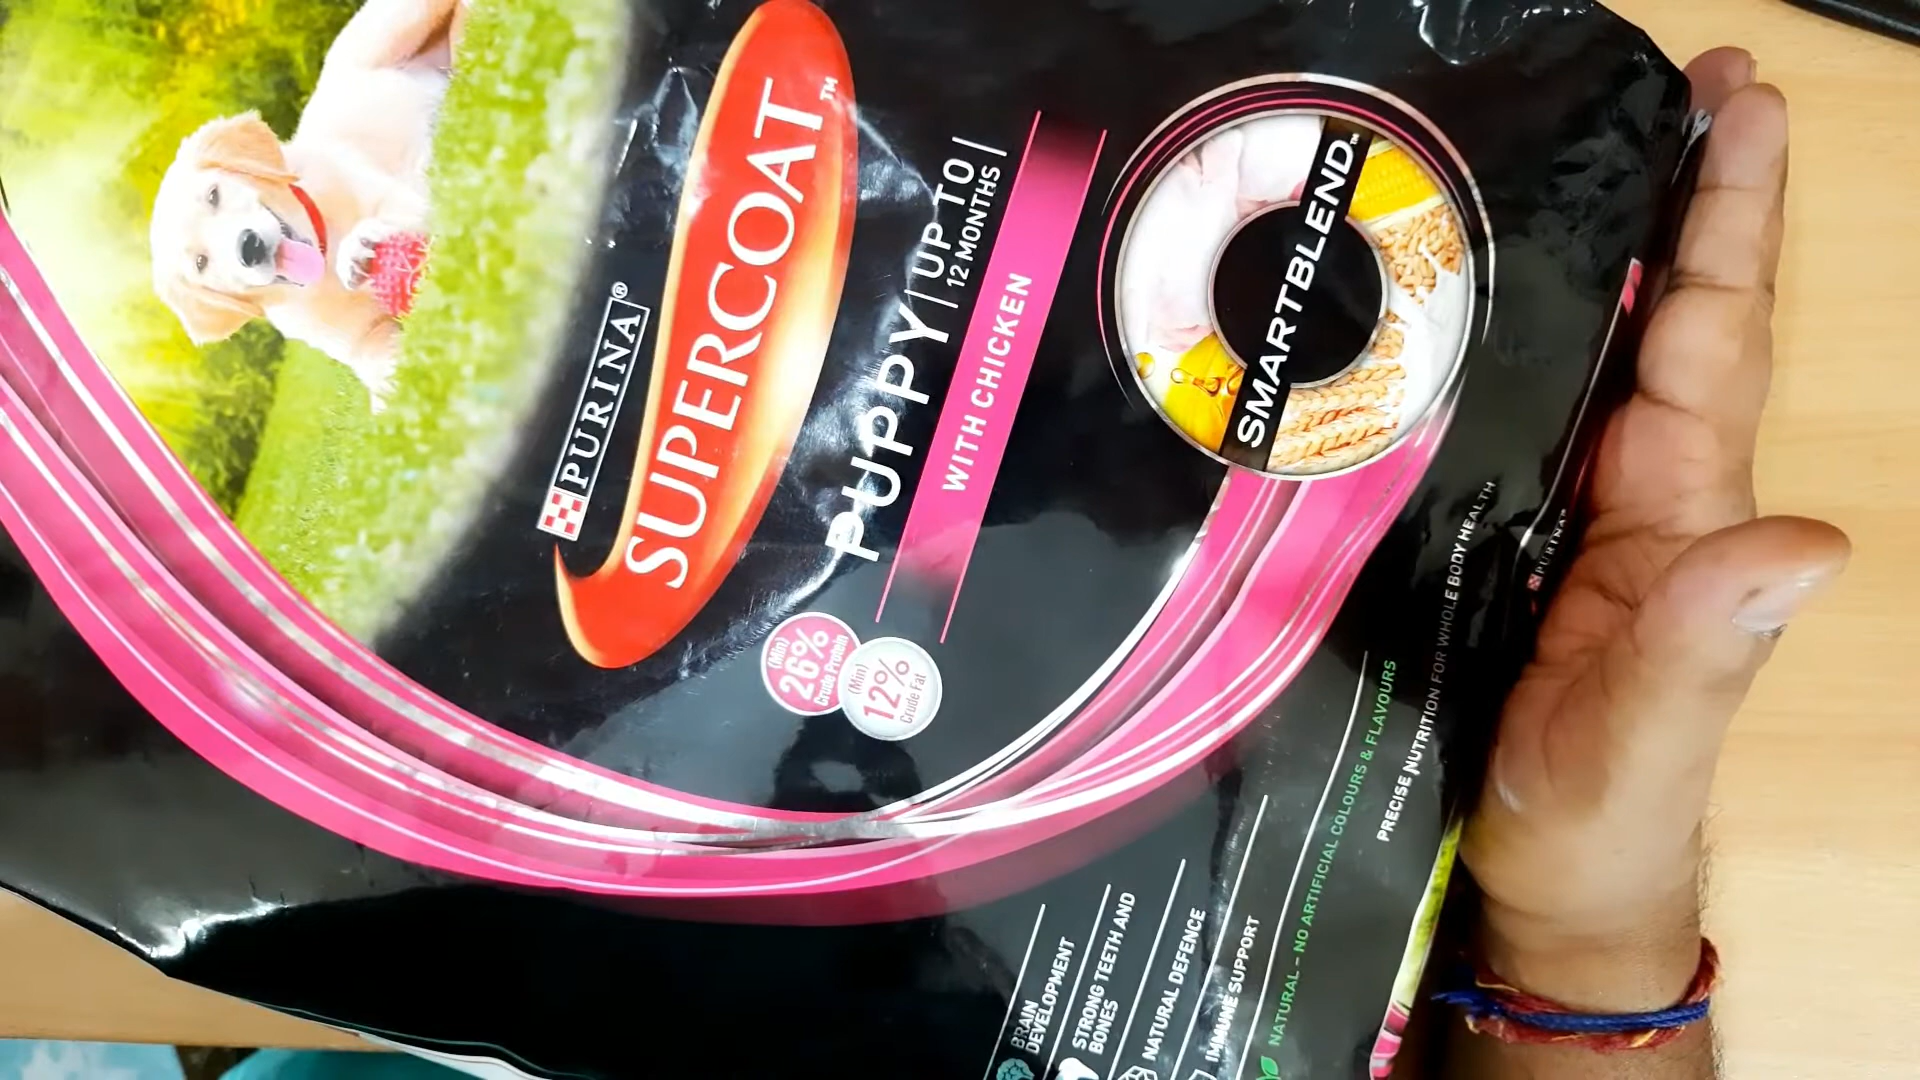 PURINA®
SUPERCOAT™
PUPPY
UP TO
12 MONTHS
WITH CHICKEN
(Min)
26%
Crude Protein
(Min)
12%
Crude Fat
SMARTBLEND™
BRAIN
DEVELOPMENT
STRONG TEETH AND
BONES
NATURAL DEFENCE
IMMUNE SUPPORT
NATURAL – NO ARTIFICIAL COLOURS & FLAVOURS
PRECISE NUTRITION FOR WHOLE BODY HEALTH
PURINA®